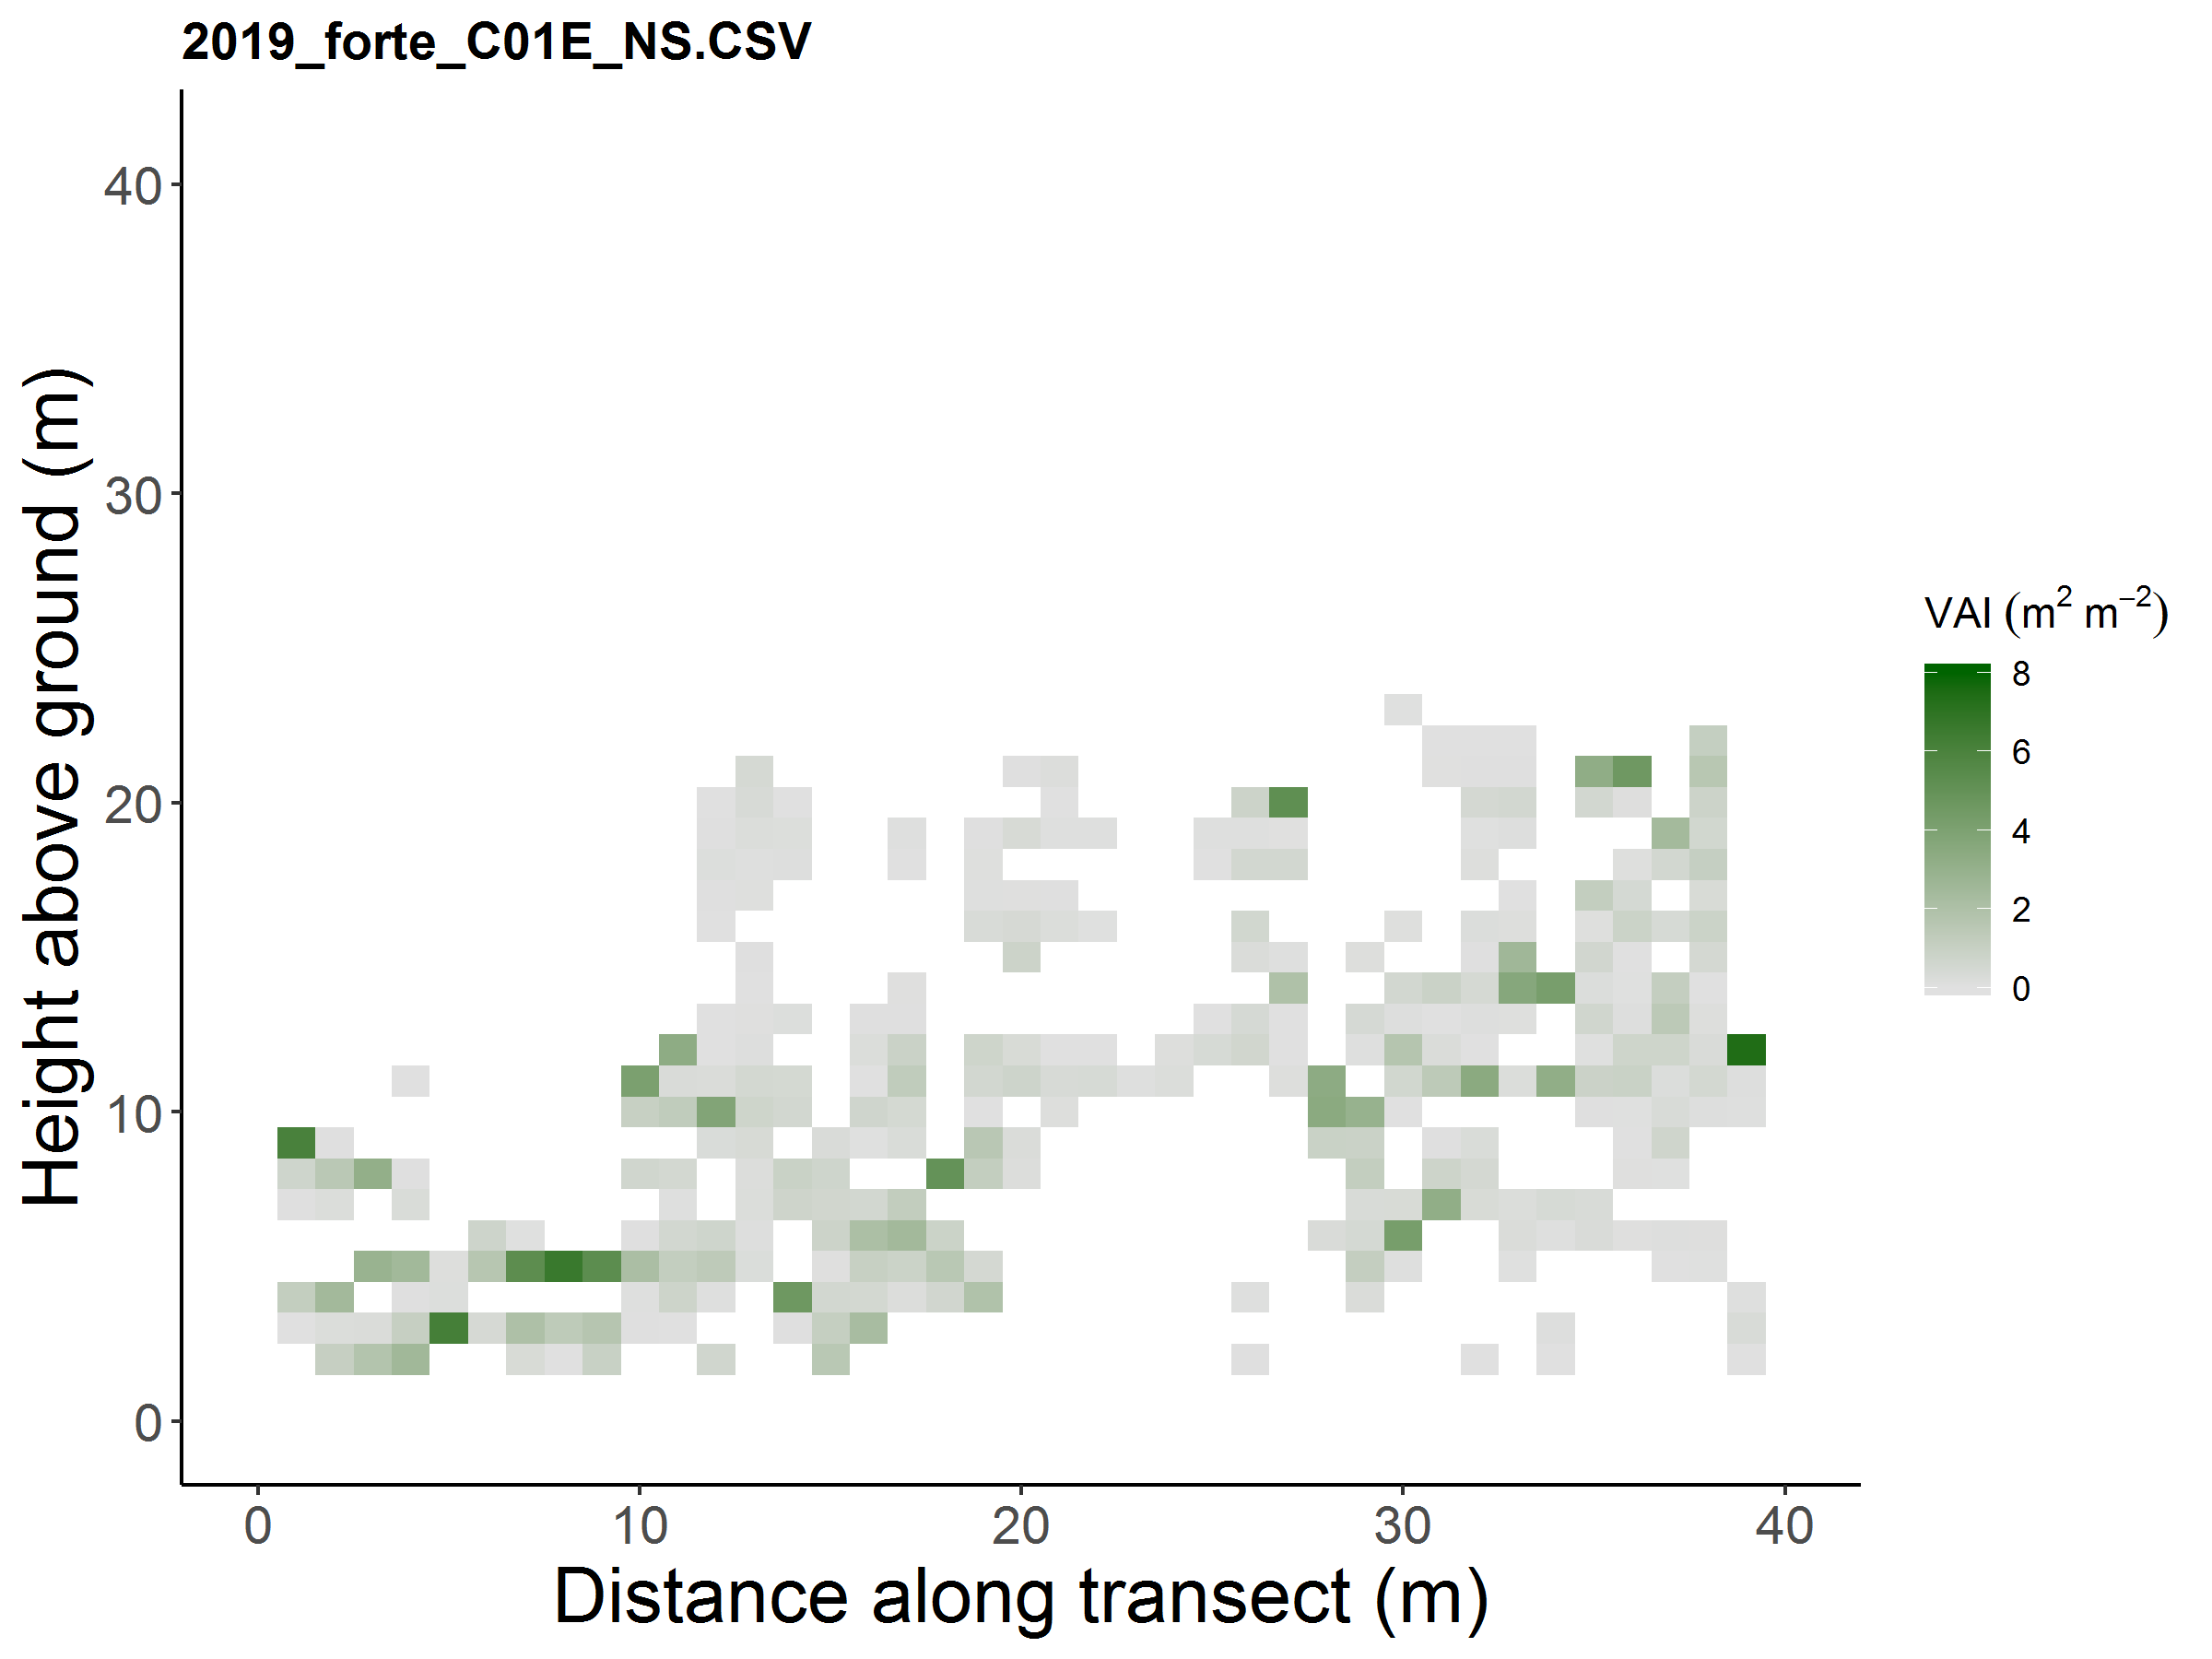 2019_forte_C01E_NS.CSV
Height above ground (m)
40
30
20
10
0
0 10 20 30 40
Distance along transect (m)
VAI (m² m⁻²)
8
6
4
2
0